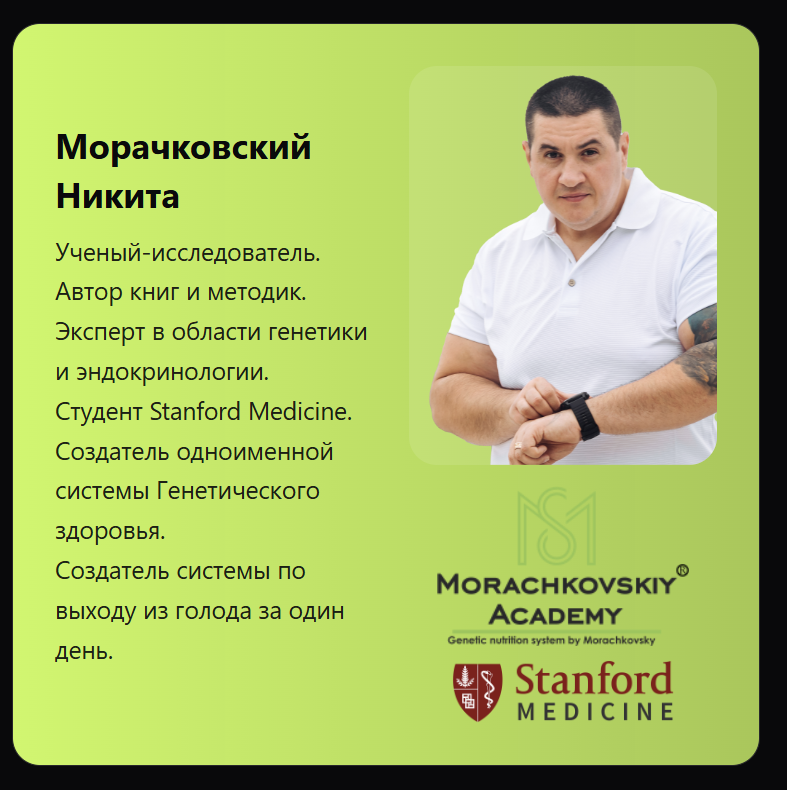 Морачковский
Никита
Ученый-исследователь.
Автор книг и методик.
Эксперт в области генетики
и эндокринологии.
Студент Stanford Medicine.
Создатель одноименной
системы Генетического
здоровья.
Создатель системы по
выходу из голода за один
день.
MORACHKOVSKIY®
ACADEMY
Genetic nutrition system by Morachkovsky
Stanford
MEDICINE